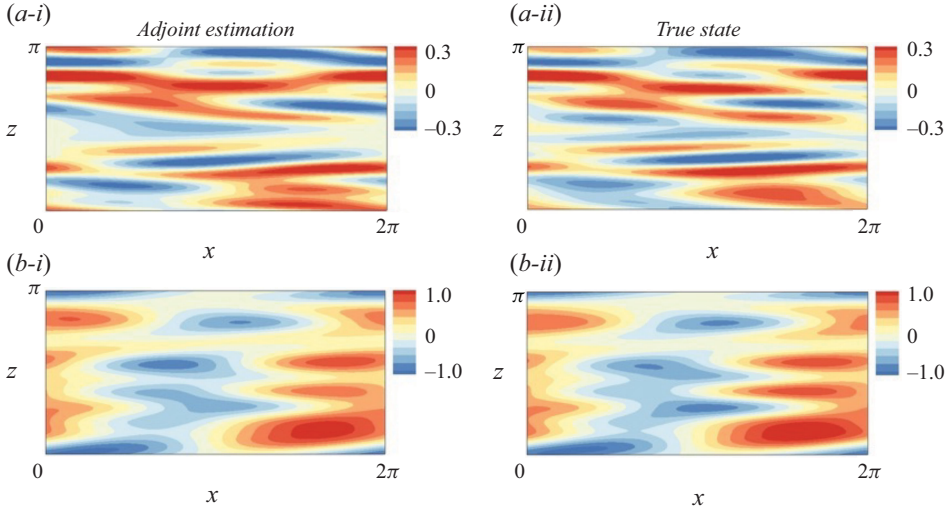 (a-i) (a-ii)
Adjoint estimation True state
π 0.3 π 0.3
z 0 z 0
–0.3 –0.3
0 2π 0 2π
x x
(b-i) (b-ii)
π 1.0 π 1.0
0 0
z –1.0 z –1.0
0 2π 0 2π
x x